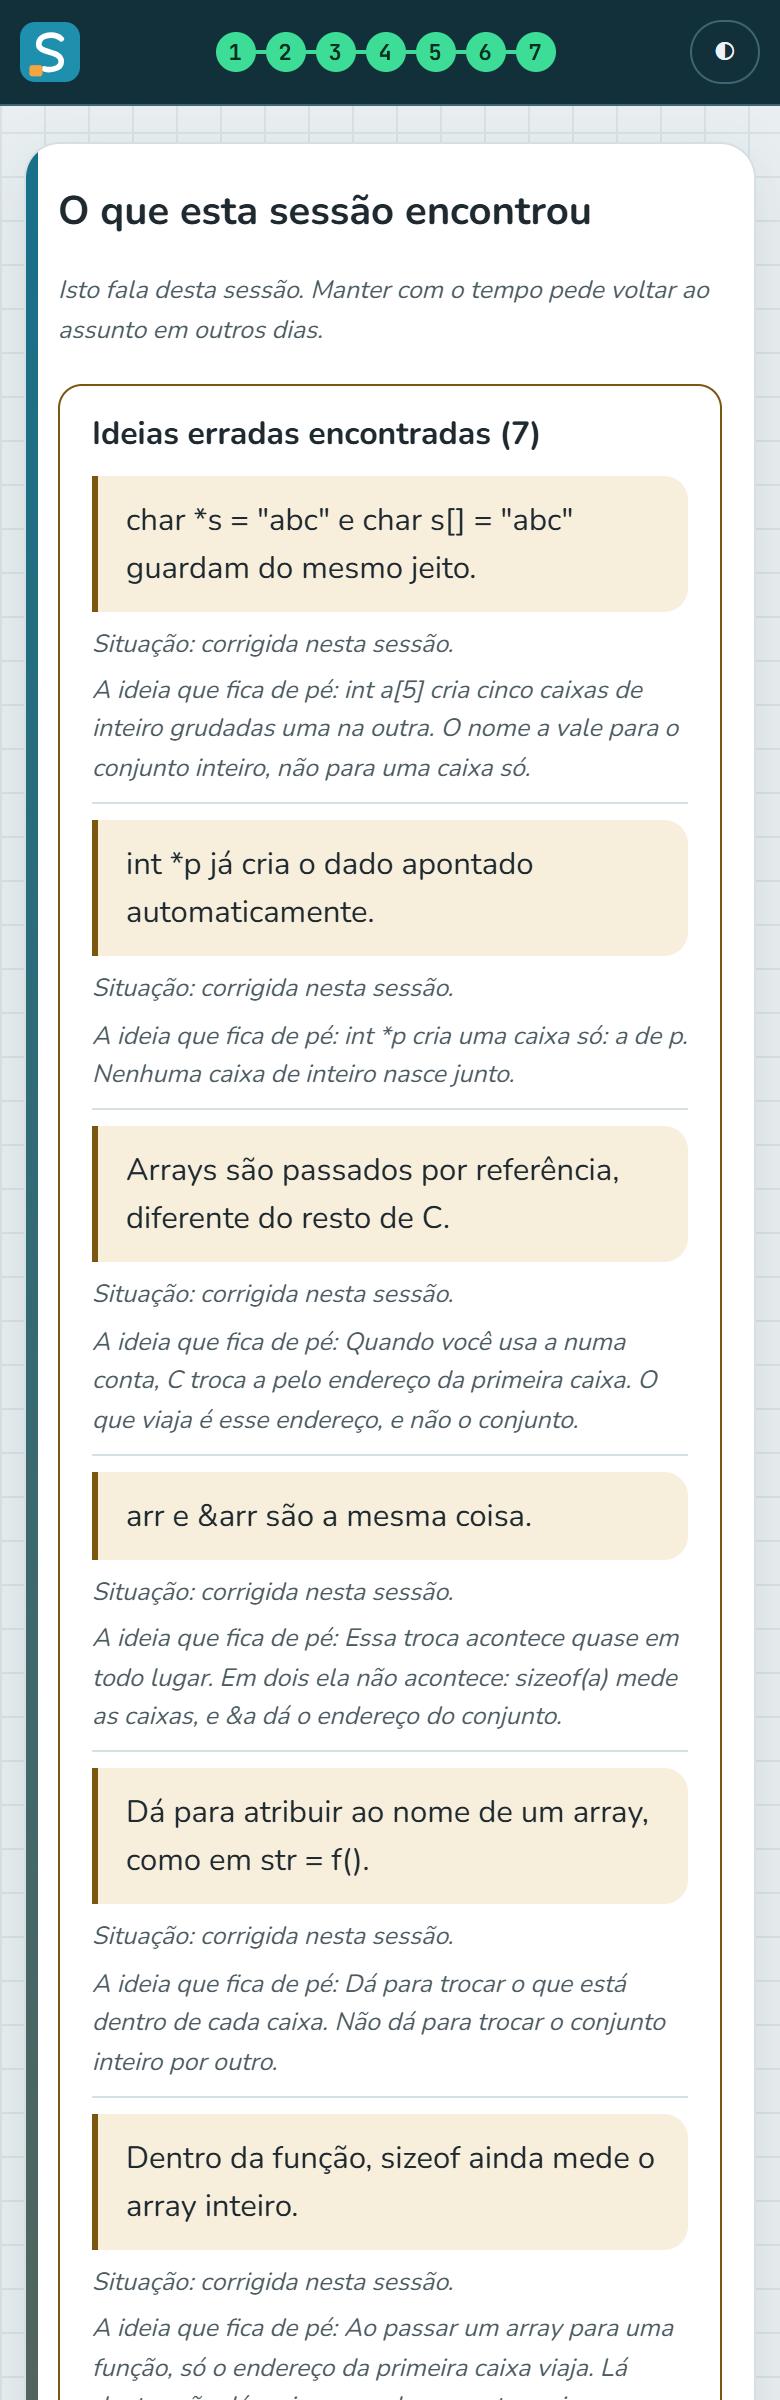 S
1 2 3 4 5 6 7
O que esta sessão encontrou
Isto fala desta sessão. Manter com o tempo pede voltar ao
assunto em outros dias.
Ideias erradas encontradas (7)
char *s = "abc" e char s[] = "abc"
guardam do mesmo jeito.
Situação: corrigida nesta sessão.
A ideia que fica de pé: int a[5] cria cinco caixas de
inteiro grudadas uma na outra. O nome a vale para o
conjunto inteiro, não para uma caixa só.
int *p já cria o dado apontado
automaticamente.
Situação: corrigida nesta sessão.
A ideia que fica de pé: int *p cria uma caixa só: a de p.
Nenhuma caixa de inteiro nasce junto.
Arrays são passados por referência,
diferente do resto de C.
Situação: corrigida nesta sessão.
A ideia que fica de pé: Quando você usa a numa
conta, C troca a pelo endereço da primeira caixa. O
que viaja é esse endereço, e não o conjunto.
arr e &arr são a mesma coisa.
Situação: corrigida nesta sessão.
A ideia que fica de pé: Essa troca acontece quase em
todo lugar. Em dois ela não acontece: sizeof(a) mede
as caixas, e &a dá o endereço do conjunto.
Dá para atribuir ao nome de um array,
como em str = f().
Situação: corrigida nesta sessão.
A ideia que fica de pé: Dá para trocar o que está
dentro de cada caixa. Não dá para trocar o conjunto
inteiro por outro.
Dentro da função, sizeof ainda mede o
array inteiro.
Situação: corrigida nesta sessão.
A ideia que fica de pé: Ao passar um array para uma
função, só o endereço da primeira caixa viaja. Lá